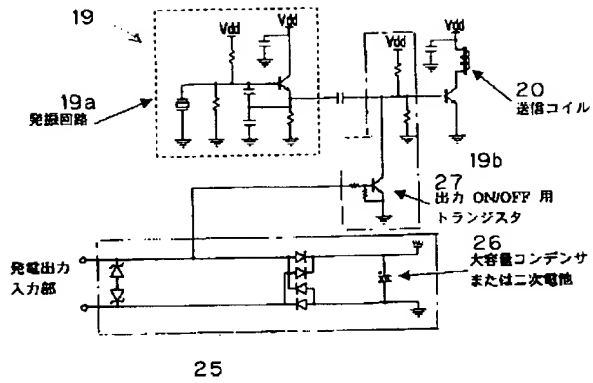 19
Vdd
Vdd
Vdd
Vdd
19a
発振回路
20
送信コイル
19b
27
出力 ON/OFF 用
トランジスタ
発電出力
入力部
26
大容量コンデンサ
または二次電池
25